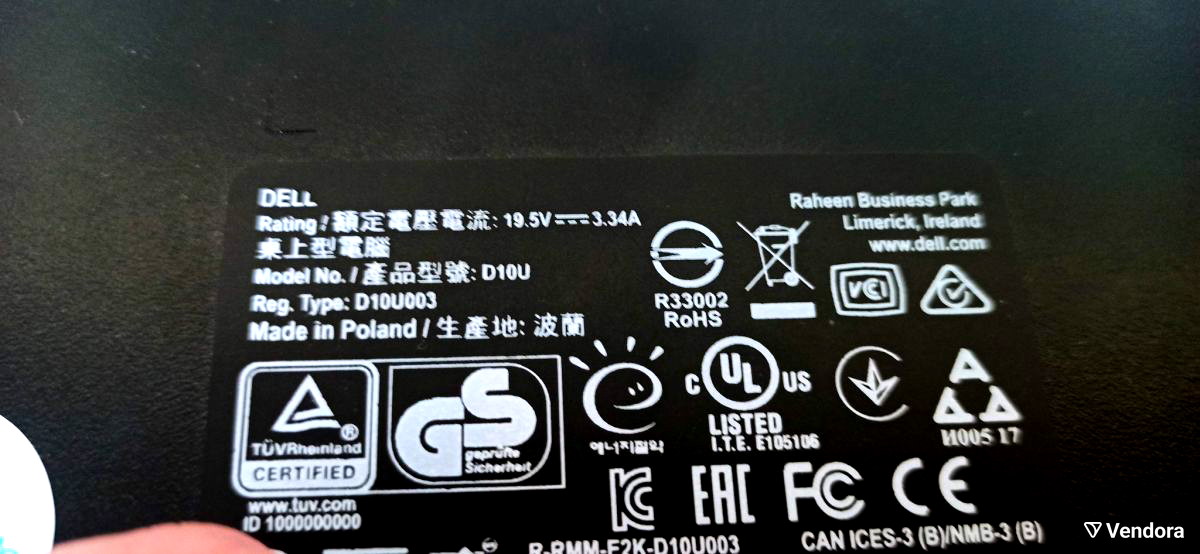 DELL
Rating / 額定電壓電流: 19.5V ⎓ 3.34A
桌上型電腦
Model No. / 產品型號: D10U
Reg. Type: D10U003
Made in Poland / 生產地: 波蘭
Raheen Business Park
Limerick, Ireland
www.dell.com
R33002
RoHS
VCI
TÜVRheinland
CERTIFIED
www.tuv.com
ID 1000000000
GS
geprüfte
Sicherheit
에너지절약
C UL US
LISTED
I.T.E. E105106
A
И005 17
EAC
FC CE
R-RMM-E2K-D10U003
CAN ICES-3 (B)/NMB-3 (B)
Vendora